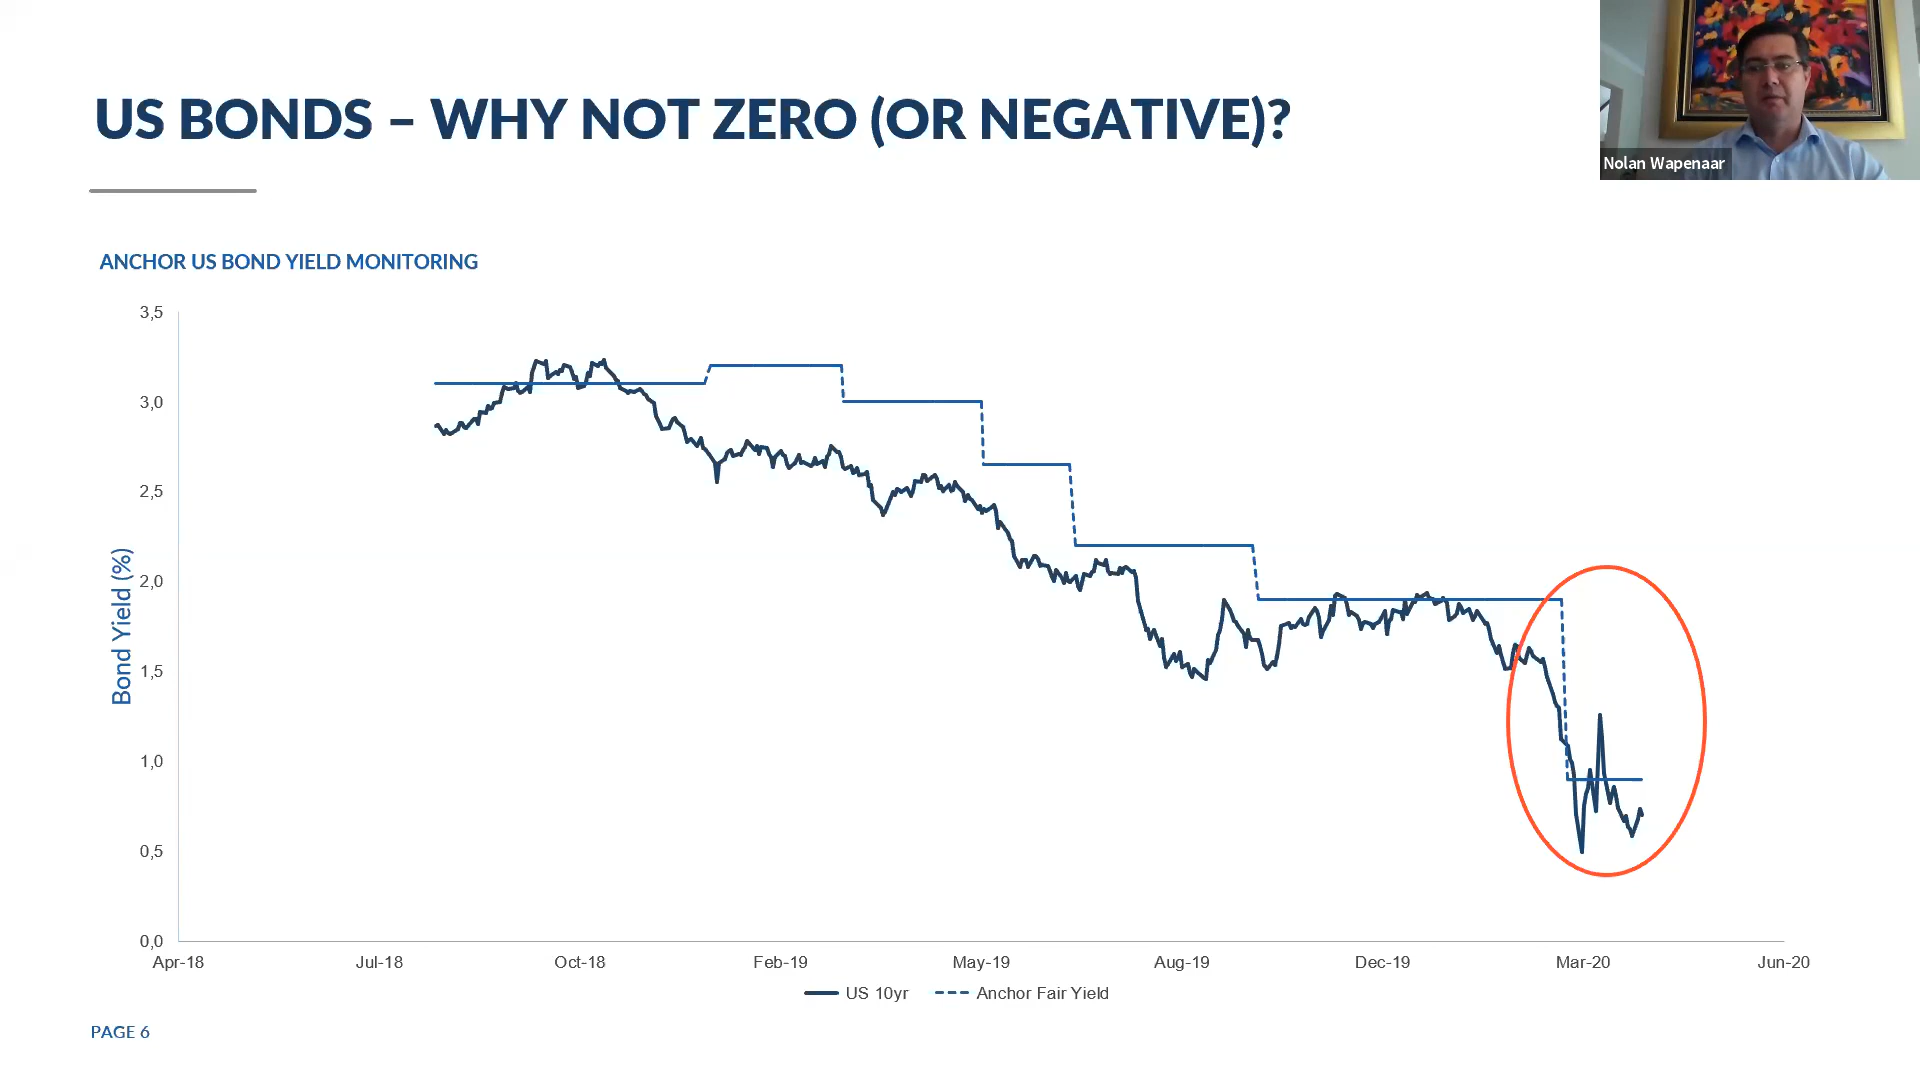 US BONDS – WHY NOT ZERO (OR NEGATIVE)?
Nolan Wapenaar
ANCHOR US BOND YIELD MONITORING
Bond Yield (%)
3,5
3,0
2,5
2,0
1,5
1,0
0,5
0,0
Apr-18 Jul-18 Oct-18 Feb-19 May-19 Aug-19 Dec-19 Mar-20 Jun-20
US 10yr Anchor Fair Yield
PAGE 6